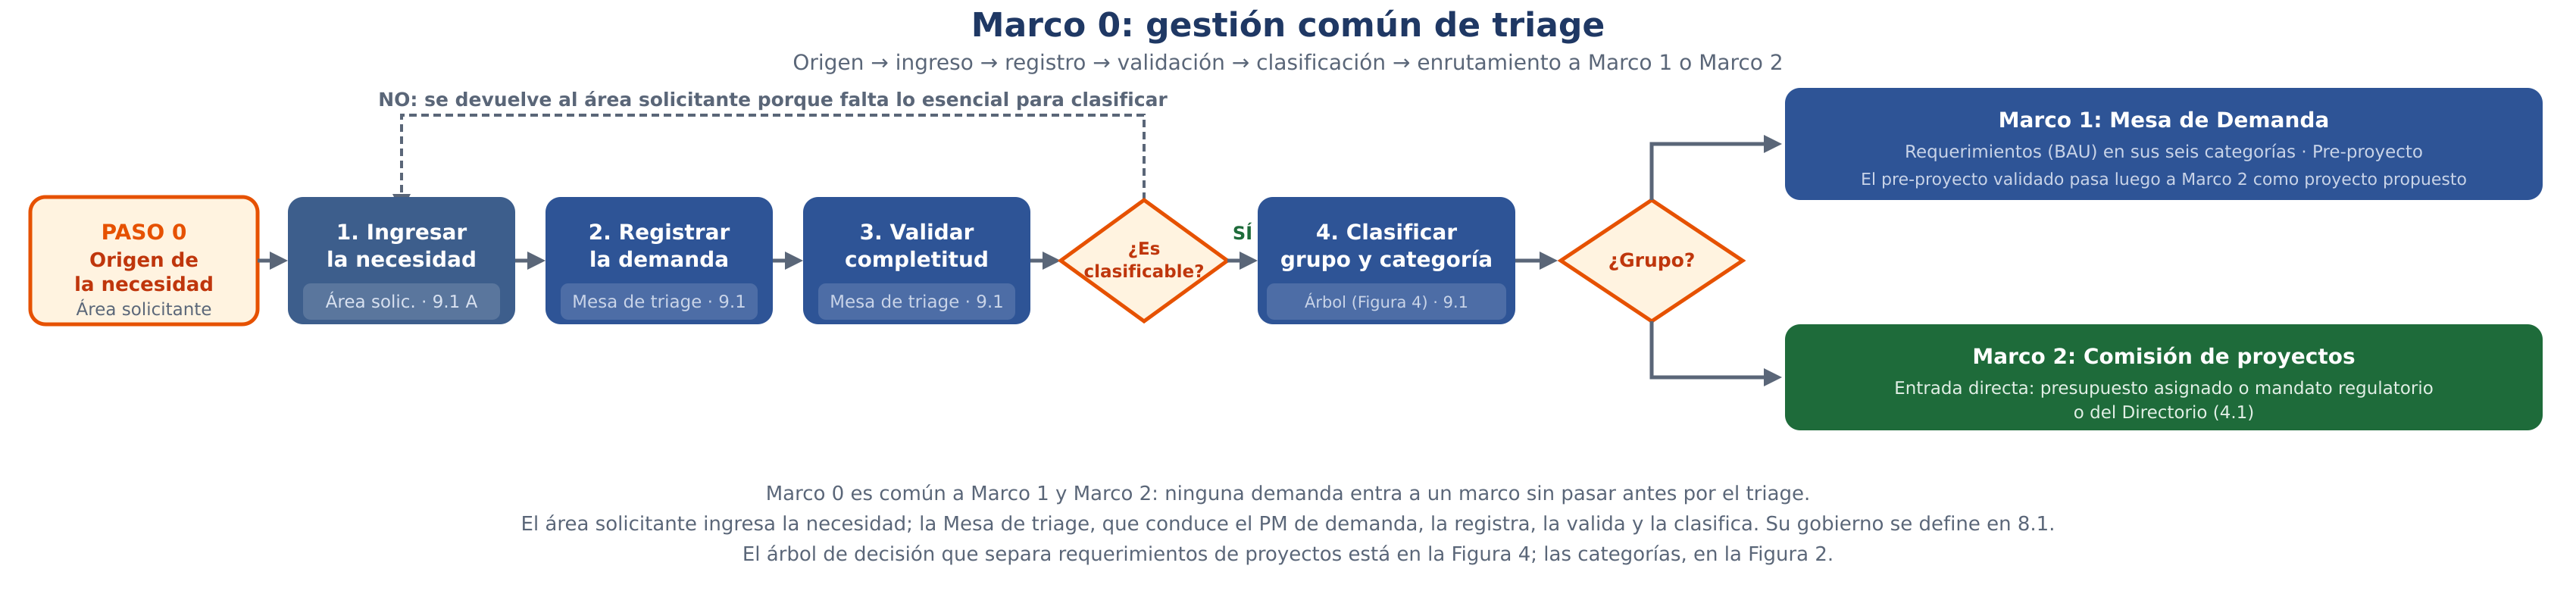 Marco 0: gestión común de triage
Origen → ingreso → registro → validación → clasificación → enrutamiento a Marco 1 o Marco 2
NO: se devuelve al área solicitante porque falta lo esencial para clasificar
PASO 0
Origen de
la necesidad
Área solicitante
1. Ingresar
la necesidad
Área solic. · 9.1 A
2. Registrar
la demanda
Mesa de triage · 9.1
3. Validar
completitud
Mesa de triage · 9.1
¿Es
clasificable?
SÍ
4. Clasificar
grupo y categoría
Árbol (Figura 4) · 9.1
¿Grupo?
Marco 1: Mesa de Demanda
Requerimientos (BAU) en sus seis categorías · Pre-proyecto
El pre-proyecto validado pasa luego a Marco 2 como proyecto propuesto
Marco 2: Comisión de proyectos
Entrada directa: presupuesto asignado o mandato regulatorio
o del Directorio (4.1)
Marco 0 es común a Marco 1 y Marco 2: ninguna demanda entra a un marco sin pasar antes por el triage.
El área solicitante ingresa la necesidad; la Mesa de triage, que conduce el PM de demanda, la registra, la valida y la clasifica. Su gobierno se define en 8.1.
El árbol de decisión que separa requerimientos de proyectos está en la Figura 4; las categorías, en la Figura 2.